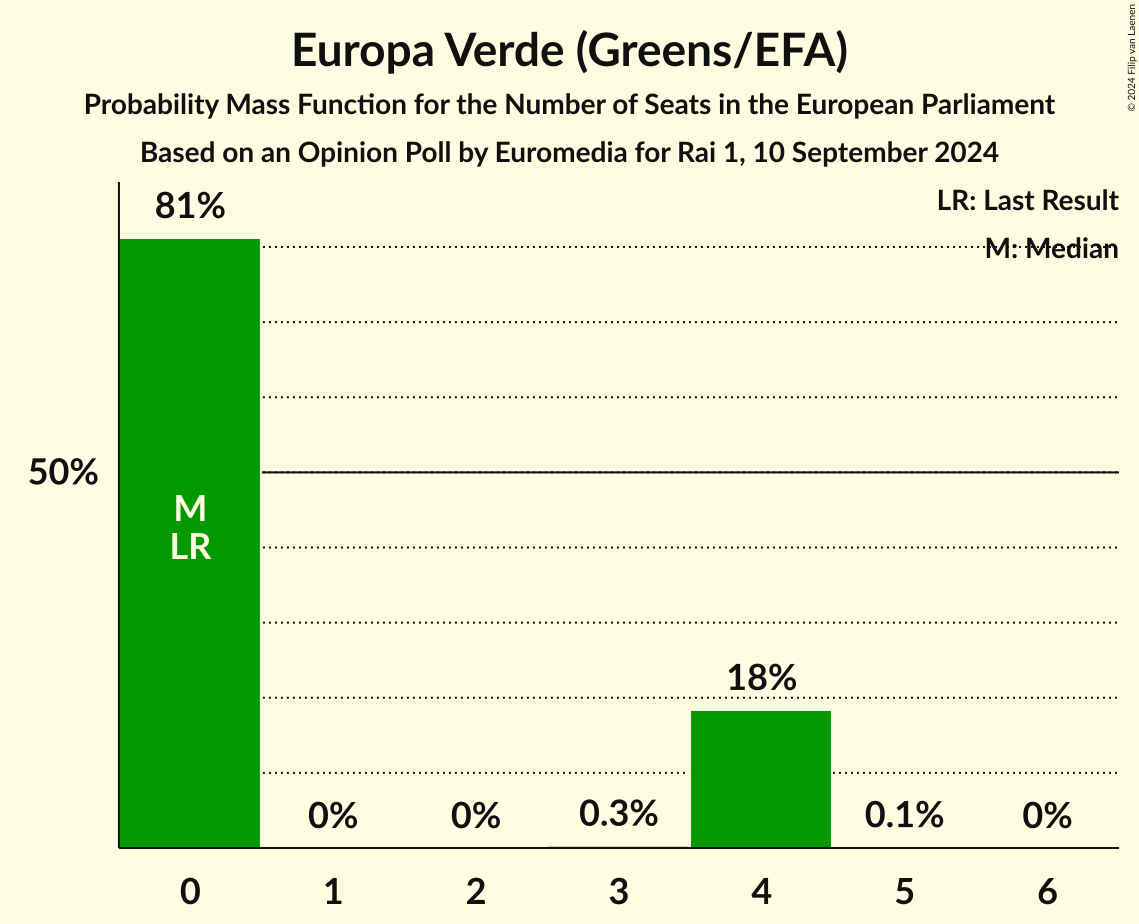 Europa Verde (Greens/EFA)
Probability Mass Function for the Number of Seats in the European Parliament
Based on an Opinion Poll by Euromedia for Rai 1, 10 September 2024
© 2024 Filip van Laenen
LR: Last Result
M: Median
81%
50%
M
LR
18%
0%
0%
0.3%
0.1%
0%
0
1
2
3
4
5
6